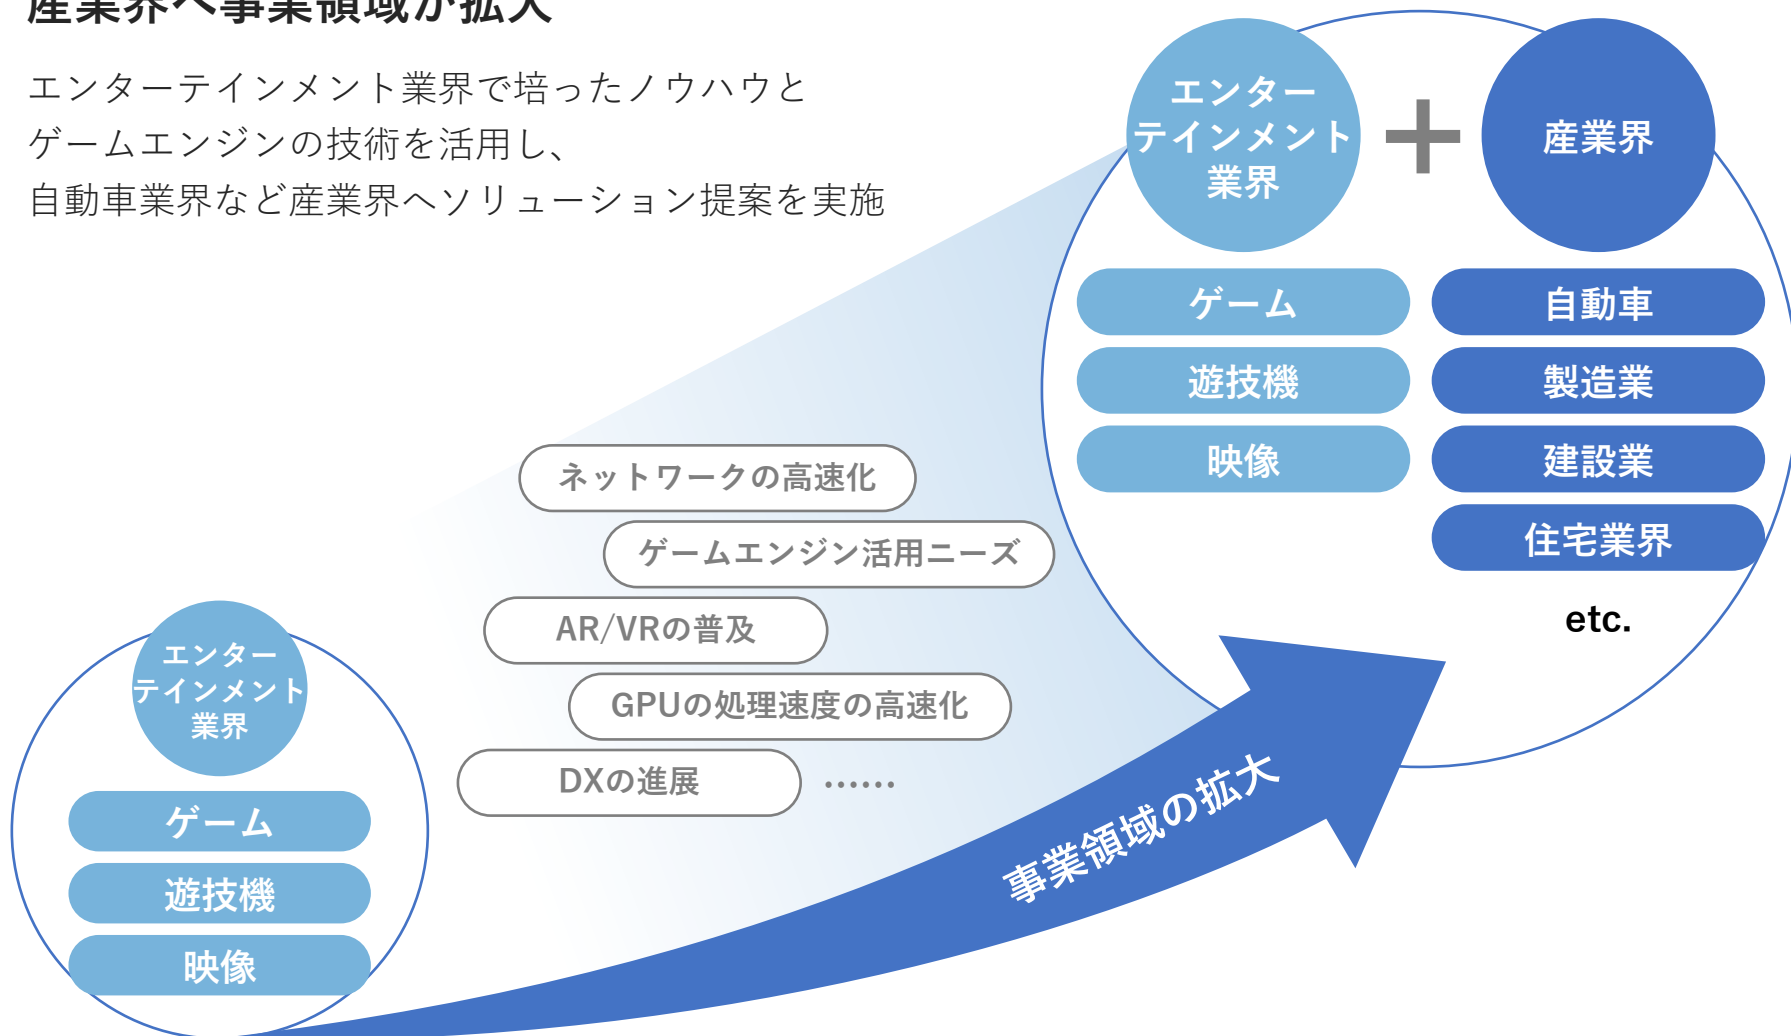 産業界へ事業領域が拡大
エンターテインメント業界で培ったノウハウと
ゲームエンジンの技術を活用し、
自動車業界など産業界へソリューション提案を実施
エンター
テインメント
業界
+
産業界
ゲーム
遊技機
映像
自動車
製造業
建設業
住宅業界
etc.
ネットワークの高速化
ゲームエンジン活用ニーズ
AR/VRの普及
GPUの処理速度の高速化
DXの進展
……
エンター
テインメント
業界
ゲーム
遊技機
映像
事業領域の拡大